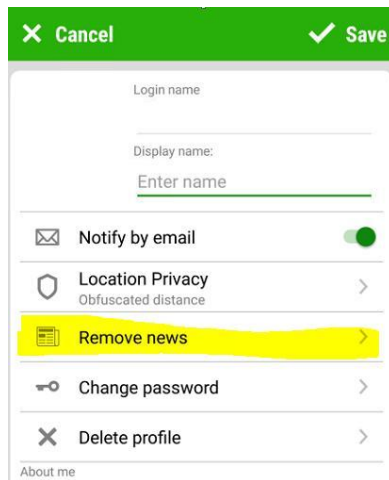 Cancel
Save
Login name
Display name:
Enter name
Notify by email
Location Privacy
Obfuscated distance
Remove news
Change password
Delete profile
About me